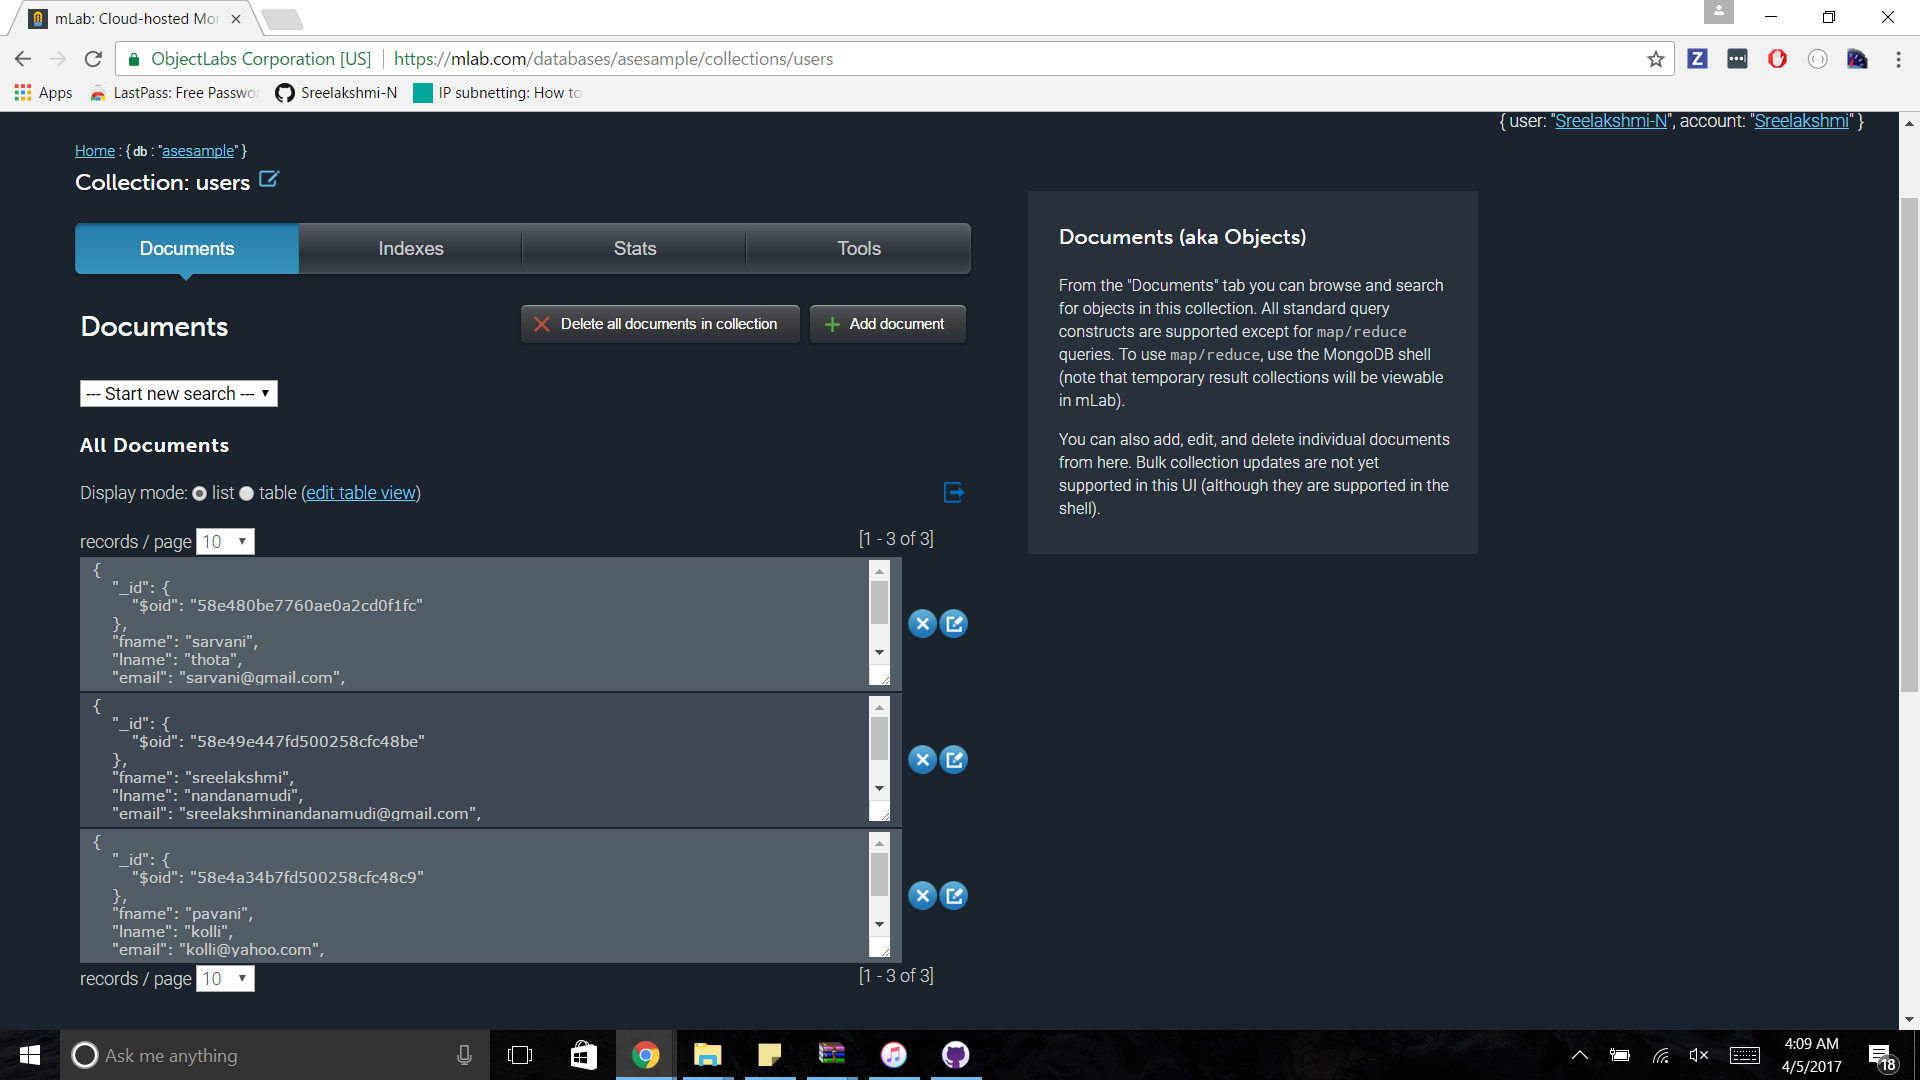 mLab: Cloud-hosted Mo
ObjectLabs Corporation [US] https://mlab.com/databases/asesample/collections/users
Apps LastPass: Free Passwo Sreelakshmi-N IP subnetting: How to
{ user: "Sreelakshmi-N", account: "Sreelakshmi" }
Home : { db : "asesample" }
Collection: users
Documents Indexes Stats Tools
Documents
Delete all documents in collection
Add document
--- Start new search ---
All Documents
Display mode: list table (edit table view)
records / page 10 [1 - 3 of 3]
{
"_id": {
"$oid": "58e480be7760ae0a2cd0f1fc"
},
"fname": "sarvani",
"lname": "thota",
"email": "sarvani@gmail.com",
{
"_id": {
"$oid": "58e49e447fd500258cfc48be"
},
"fname": "sreelakshmi",
"lname": "nandanamudi",
"email": "sreelakshminandanamudi@gmail.com",
{
"_id": {
"$oid": "58e4a34b7fd500258cfc48c9"
},
"fname": "pavani",
"lname": "kolli",
"email": "kolli@yahoo.com",
records / page 10 [1 - 3 of 3]
Documents (aka Objects)
From the "Documents" tab you can browse and search
for objects in this collection. All standard query
constructs are supported except for map/reduce
queries. To use map/reduce, use the MongoDB shell
(note that temporary result collections will be viewable
in mLab).
You can also add, edit, and delete individual documents
from here. Bulk collection updates are not yet
supported in this UI (although they are supported in the
shell).
Ask me anything
4:09 AM
4/5/2017
18